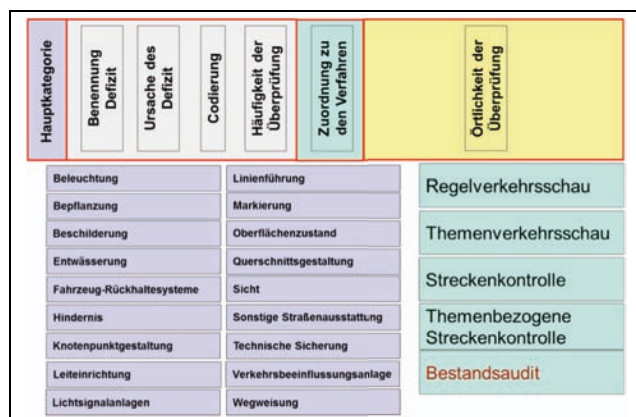 Hauptkategorie
Benennung
Defizit
Ursache des
Defizit
Codierung
Häufigkeit der
Überprüfung
Zuordnung zu
den Verfahren
Örtlichkeit der
Überprüfung
Beleuchtung
Bepflanzung
Beschilderung
Entwässerung
Fahrzeug-Rückhaltesysteme
Hindernis
Knotenpunktgestaltung
Leiteinrichtung
Lichtsignalanlagen
Linienführung
Markierung
Oberflächenzustand
Querschnittsgestaltung
Sicht
Sonstige Straßenausstattung
Technische Sicherung
Verkehrsbeeinflussungsanlage
Wegweisung
Regelverkehrsschau
Themenverkehrsschau
Streckenkontrolle
Themenbezogene
Streckenkontrolle
Bestandsaudit